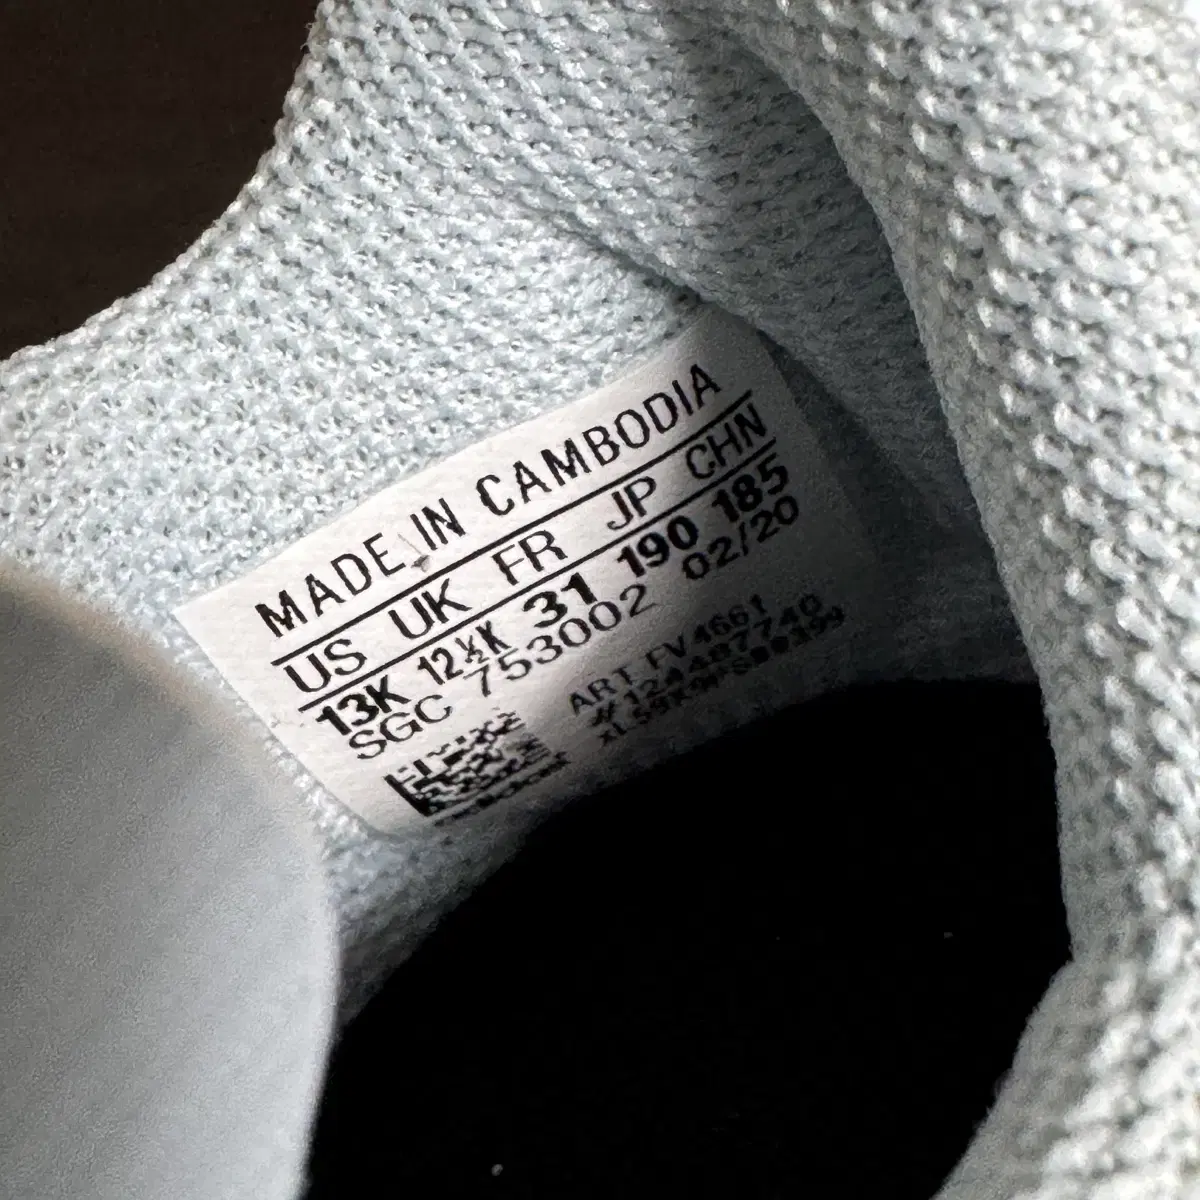 MADE IN CAMBODIA
US UK FR JP CHN
13K 12½K 31 190 185
SGC 753002 02/20
ART FV4661
# 1244877740